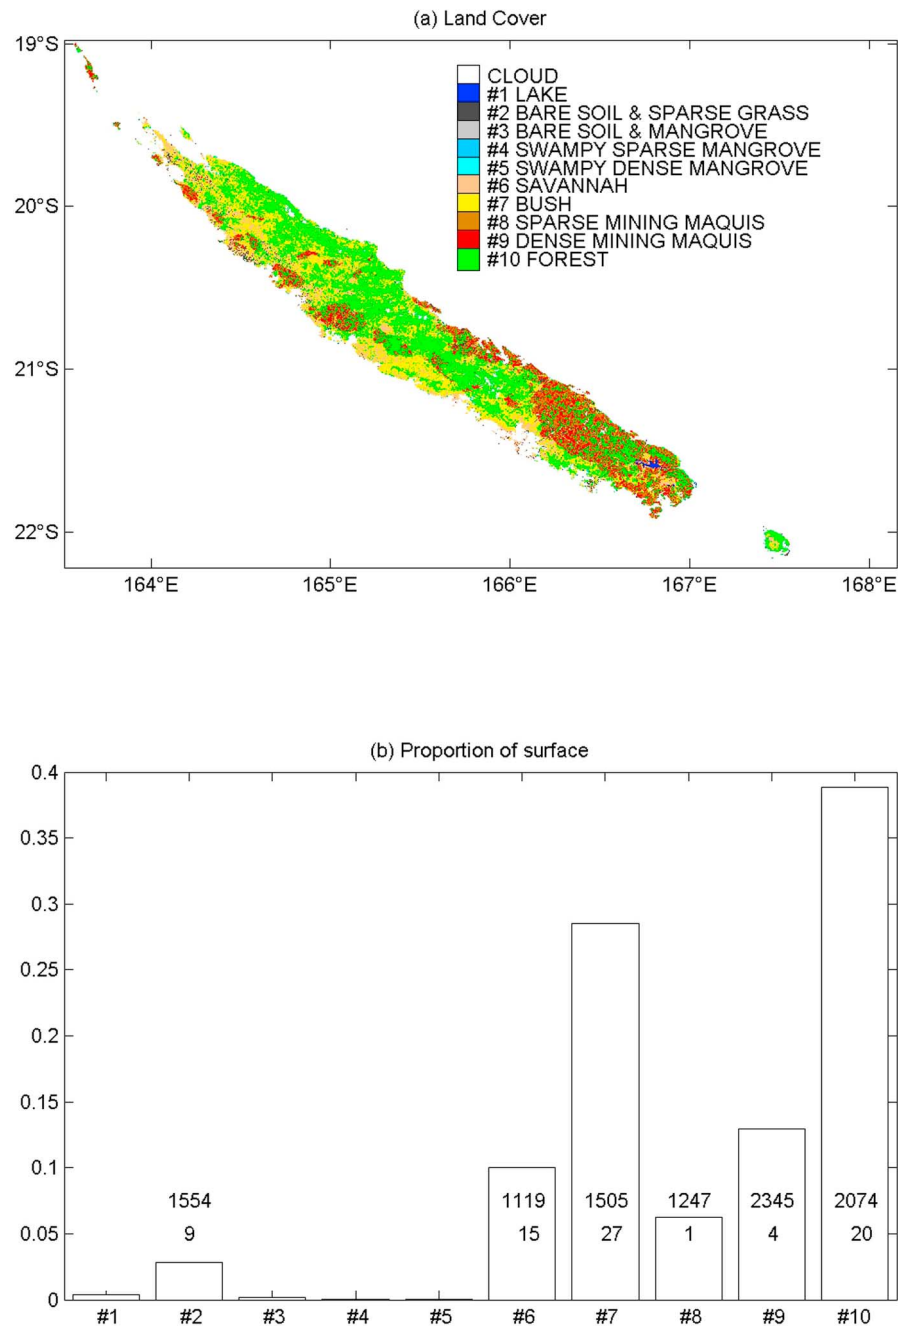 (a) Land Cover
19°S
20°S
21°S
22°S
CLOUD
#1 LAKE
#2 BARE SOIL & SPARSE GRASS
#3 BARE SOIL & MANGROVE
#4 SWAMPY SPARSE MANGROVE
#5 SWAMPY DENSE MANGROVE
#6 SAVANNAH
#7 BUSH
#8 SPARSE MINING MAQUIS
#9 DENSE MINING MAQUIS
#10 FOREST
164°E 165°E 166°E 167°E 168°E
(b) Proportion of surface
0.4
0.35
0.3
0.25
0.2
0.15
0.1
0.05
0
1554 1119 1505 1247 2345 2074
9 15 27 1 4 20
#1 #2 #3 #4 #5 #6 #7 #8 #9 #10